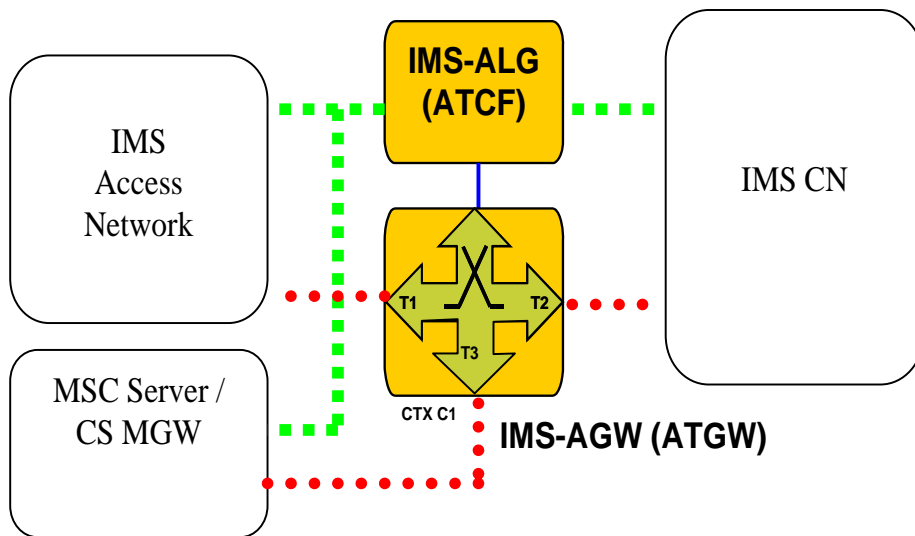 IMS-ALG
(ATCF)
IMS
Access
Network
IMS CN
T1
T2
T3
MSC Server /
CS MGW
CTX C1
IMS-AGW (ATGW)